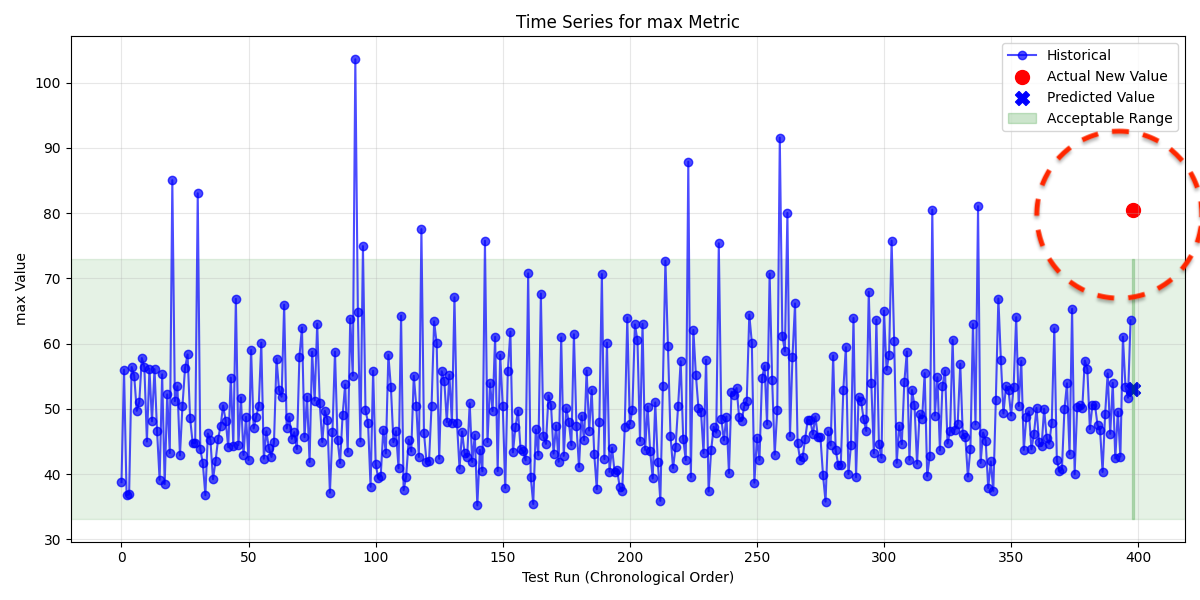 Time Series for max Metric
Historical
Actual New Value
Predicted Value
Acceptable Range
100
90
80
70
60
50
40
30
max Value
0 50 100 150 200 250 300 350 400
Test Run (Chronological Order)